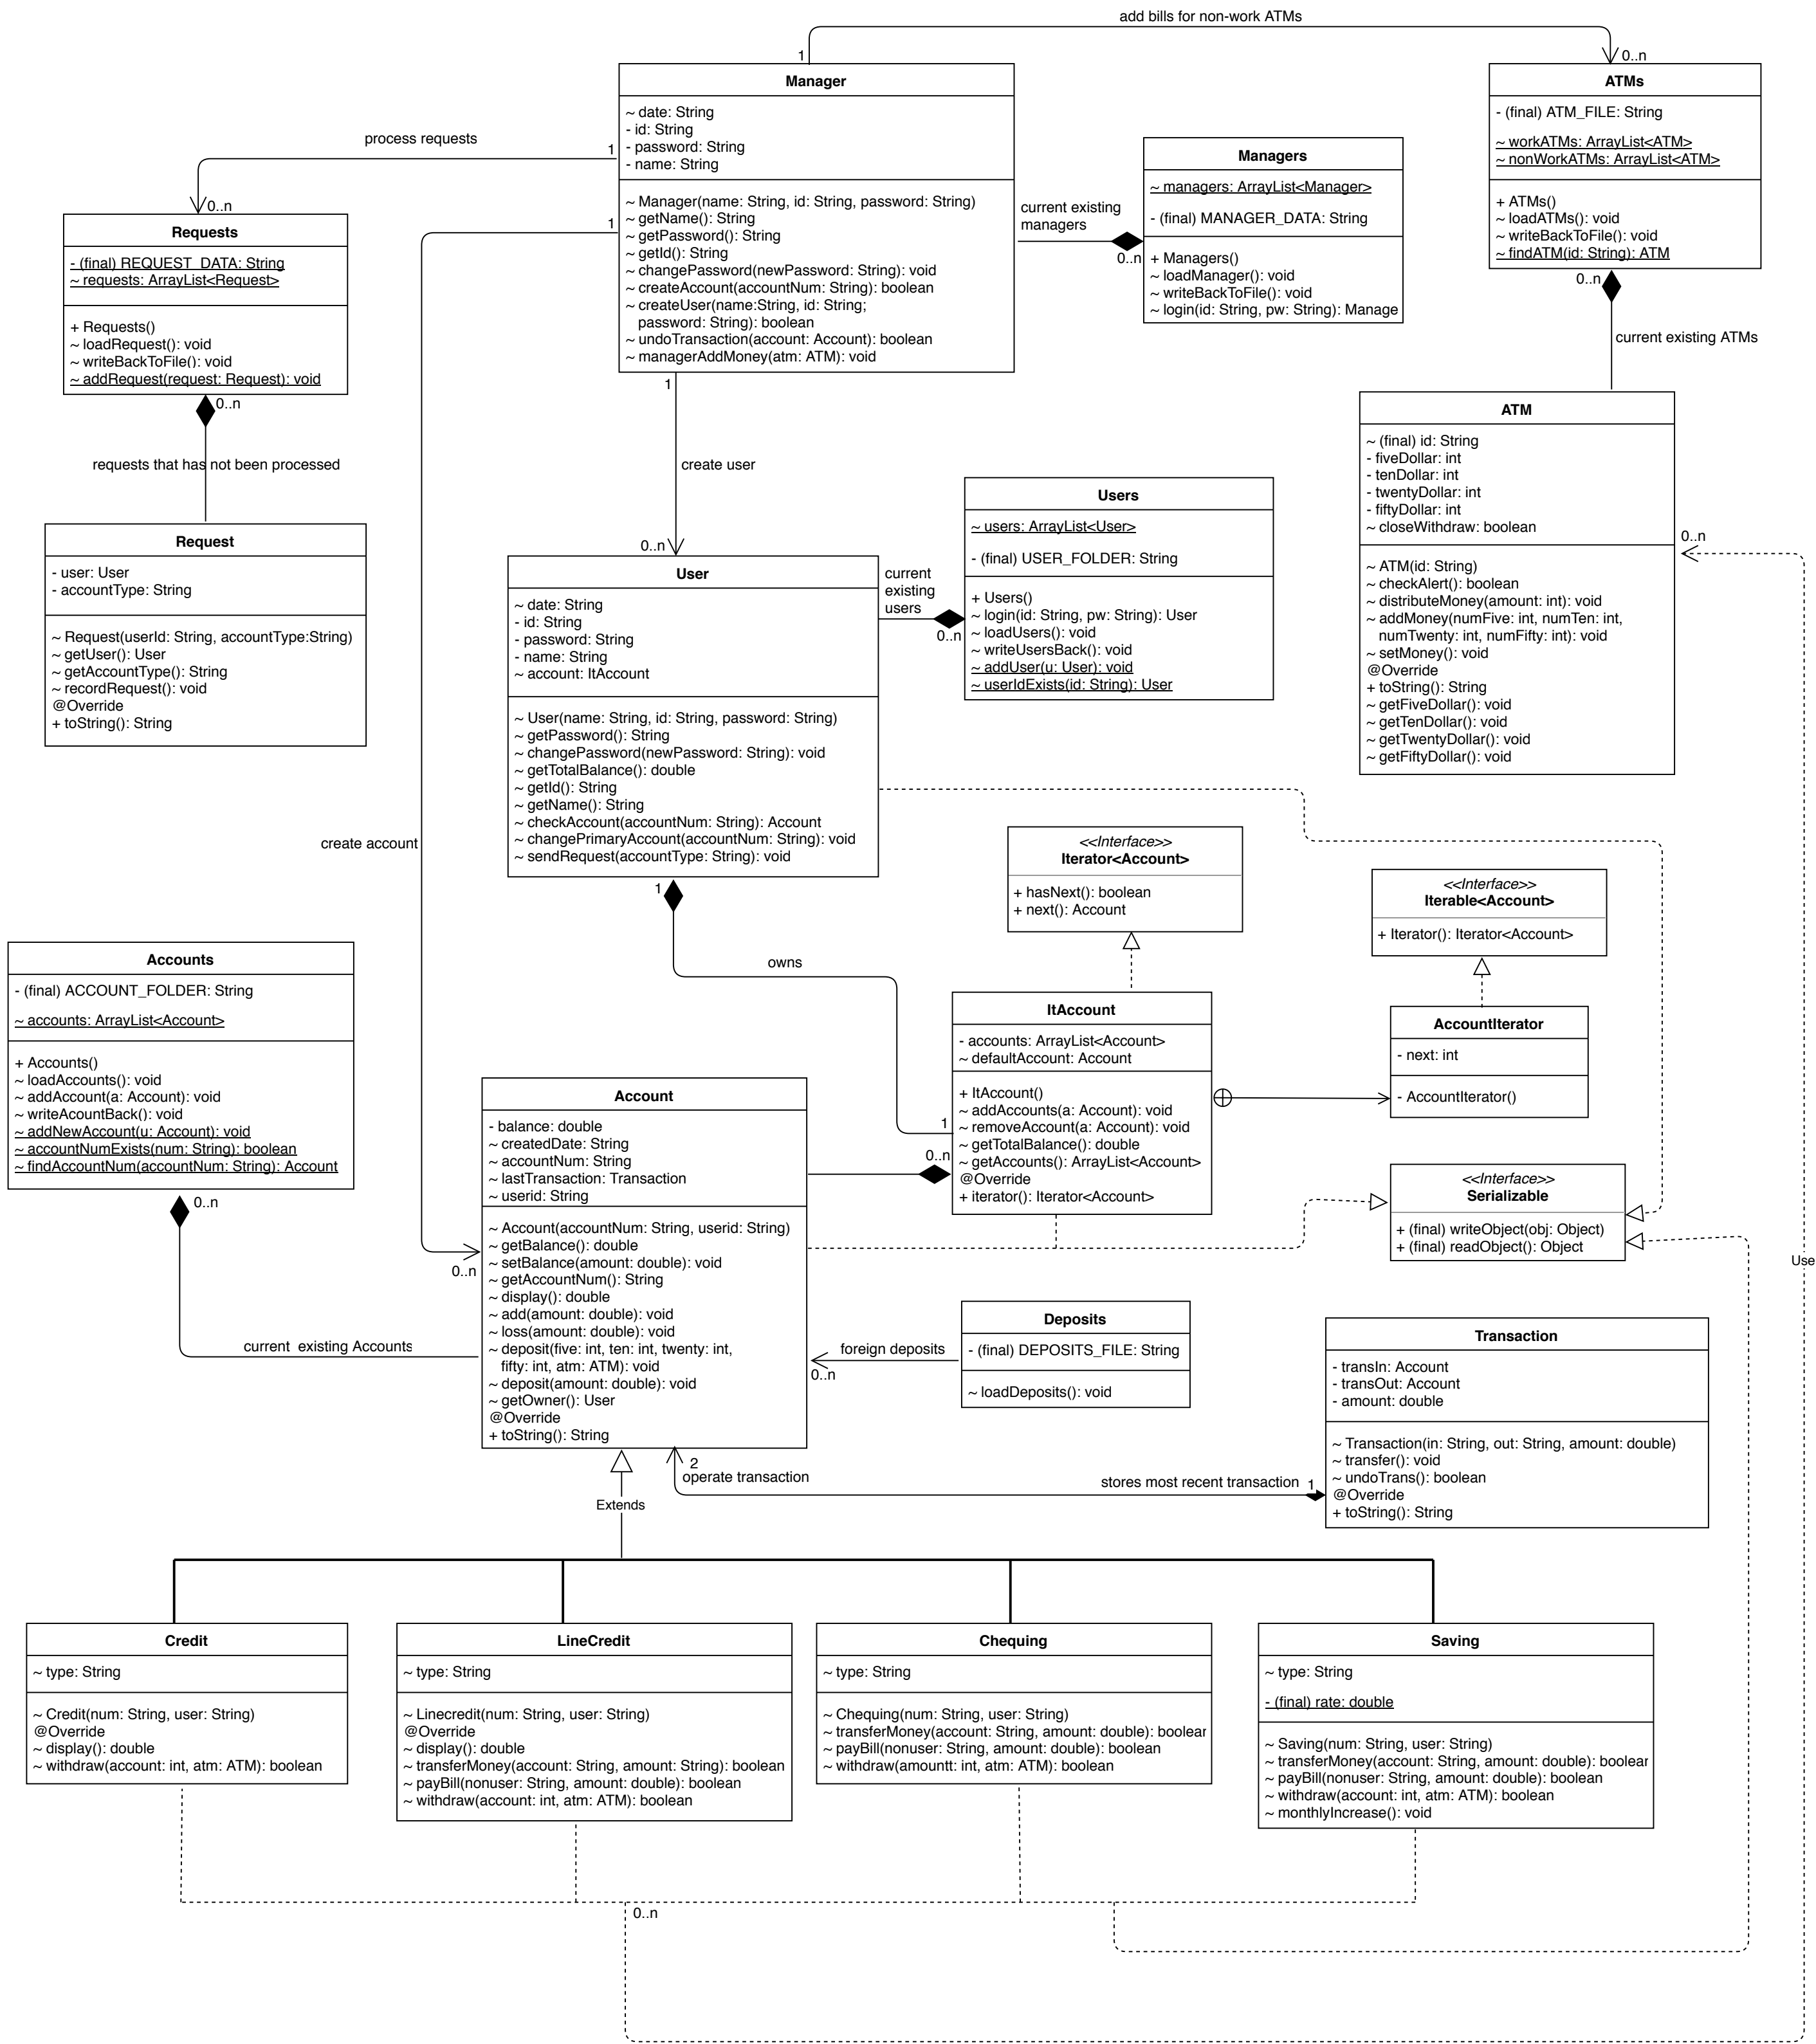 add bills for non-work ATMs
1
0..n
Manager
~ date: String
- id: String
- password: String
- name: String
~ Manager(name: String, id: String, password: String)
~ getName(): String
~ getPassword(): String
~ getId(): String
~ changePassword(newPassword: String): void
~ createAccount(accountNum: String): boolean
~ createUser(name:String, id: String;
password: String): boolean
~ undoTransaction(account: Account): boolean
~ managerAddMoney(atm: ATM): void
ATMs
- (final) ATM_FILE: String
~ workATMs: ArrayList<ATM>
~ nonWorkATMs: ArrayList<ATM>
+ ATMs()
~ loadATMs(): void
~ writeBackToFile(): void
~ findATM(id: String): ATM
process requests
1
0..n
Managers
~ managers: ArrayList<Manager>
- (final) MANAGER_DATA: String
+ Managers()
~ loadManager(): void
~ writeBackToFile(): void
~ login(id: String, pw: String): Manage
current existing
managers
0..n
1
Requests
- (final) REQUEST_DATA: String
~ requests: ArrayList<Request>
+ Requests()
~ loadRequest(): void
~ writeBackToFile(): void
~ addRequest(request: Request): void
0..n
requests that has not been processed
0..n
current existing ATMs
1
create user
0..n
ATM
~ (final) id: String
- fiveDollar: int
- tenDollar: int
- twentyDollar: int
- fiftyDollar: int
~ closeWithdraw: boolean
~ ATM(id: String)
~ checkAlert(): boolean
~ distributeMoney(amount: int): void
~ addMoney(numFive: int, numTen: int,
numTwenty: int, numFifty: int): void
~ setMoney(): void
@Override
+ toString(): String
~ getFiveDollar(): void
~ getTenDollar(): void
~ getTwentyDollar(): void
~ getFiftyDollar(): void
0..n
Request
- user: User
- accountType: String
~ Request(userId: String, accountType:String)
~ getUser(): User
~ getAccountType(): String
~ recordRequest(): void
@Override
+ toString(): String
Users
~ users: ArrayList<User>
- (final) USER_FOLDER: String
+ Users()
~ login(id: String, pw: String): User
~ loadUsers(): void
~ writeUsersBack(): void
~ addUser(u: User): void
~ userIdExists(id: String): User
User
~ date: String
- id: String
- password: String
- name: String
~ account: ItAccount
~ User(name: String, id: String, password: String)
~ getPassword(): String
~ changePassword(newPassword: String): void
~ getTotalBalance(): double
~ getId(): String
~ getName(): String
~ checkAccount(accountNum: String): Account
~ changePrimaryAccount(accountNum: String): void
~ sendRequest(accountType: String): void
current
existing
users
0..n
create account
<<Interface>>
Iterator<Account>
+ hasNext(): boolean
+ next(): Account
<<Interface>>
Iterable<Account>
+ Iterator(): Iterator<Account>
1
owns
1
Accounts
- (final) ACCOUNT_FOLDER: String
~ accounts: ArrayList<Account>
+ Accounts()
~ loadAccounts(): void
~ addAccount(a: Account): void
~ writeAcountBack(): void
~ addNewAccount(u: Account): void
~ accountNumExists(num: String): boolean
~ findAccountNum(accountNum: String): Account
0..n
current  existing Accounts
ItAccount
- accounts: ArrayList<Account>
~ defaultAccount: Account
+ ItAccount()
~ addAccounts(a: Account): void
~ removeAccount(a: Account): void
~ getTotalBalance(): double
~ getAccounts(): ArrayList<Account>
@Override
+ iterator(): Iterator<Account>
0..n
AccountIterator
- next: int
- AccountIterator()
Account
- balance: double
~ createdDate: String
~ accountNum: String
~ lastTransaction: Transaction
~ userid: String
~ Account(accountNum: String, userid: String)
~ getBalance(): double
~ setBalance(amount: double): void
~ getAccountNum(): String
~ display(): double
~ add(amount: double): void
~ loss(amount: double): void
~ deposit(five: int, ten: int, twenty: int,
fifty: int, atm: ATM): void
~ deposit(amount: double): void
~ getOwner(): User
@Override
+ toString(): String
0..n
<<Interface>>
Serializable
+ (final) writeObject(obj: Object)
+ (final) readObject(): Object
Use
Deposits
- (final) DEPOSITS_FILE: String
~ loadDeposits(): void
foreign deposits
0..n
Transaction
- transIn: Account
- transOut: Account
- amount: double
~ Transaction(in: String, out: String, amount: double)
~ transfer(): void
~ undoTrans(): boolean
@Override
+ toString(): String
2
operate transaction
stores most recent transaction
1
Extends
Credit
~ type: String
~ Credit(num: String, user: String)
@Override
~ display(): double
~ withdraw(account: int, atm: ATM): boolean
LineCredit
~ type: String
~ Linecredit(num: String, user: String)
@Override
~ display(): double
~ transferMoney(account: String, amount: String): boolean
~ payBill(nonuser: String, amount: double): boolean
~ withdraw(account: int, atm: ATM): boolean
Chequing
~ type: String
~ Chequing(num: String, user: String)
~ transferMoney(account: String, amount: double): boolear
~ payBill(nonuser: String, amount: double): boolean
~ withdraw(amountt: int, atm: ATM): boolean
Saving
~ type: String
- (final) rate: double
~ Saving(num: String, user: String)
~ transferMoney(account: String, amount: double): boolear
~ payBill(nonuser: String, amount: double): boolean
~ withdraw(account: int, atm: ATM): boolean
~ monthlyIncrease(): void
0..n